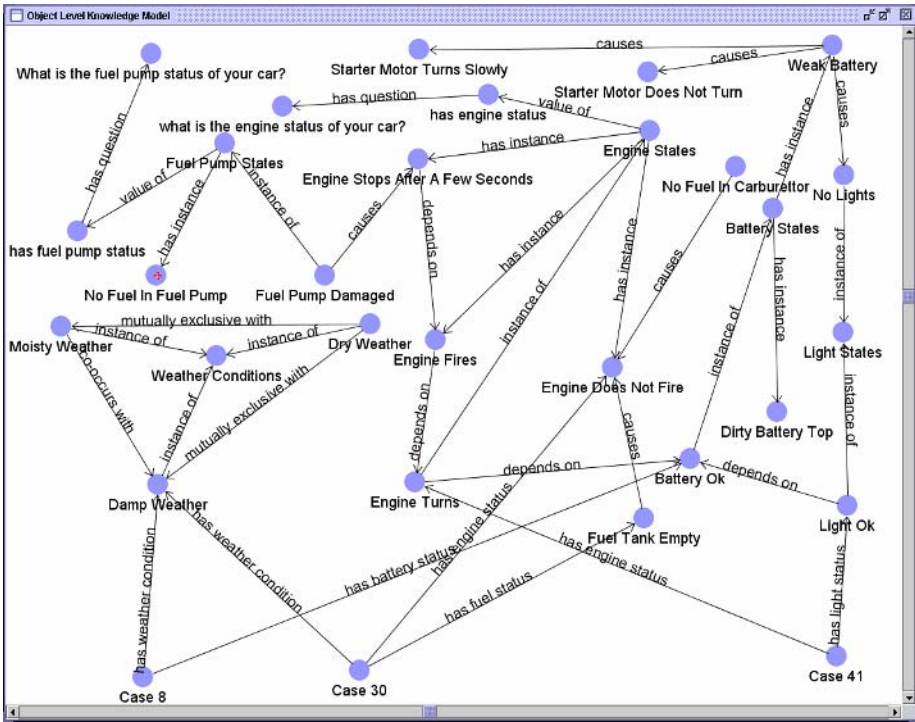 Object Level Knowledge Model
causes
Starter Motor Turns Slowly
Weak Battery
What is the fuel pump status of your car?
causes
Starter Motor Does Not Turn
has question
has engine status
value of
causes
what is the engine status of your car?
has question
Fuel Pump States
has instance
Engine States
has instance
Engine Stops After A Few Seconds
No Fuel In Carburettor
No Lights
value of
instance of
causes
has instance
Battery States
has fuel pump status
has instance
depends on
has instance
has instance
causes
instance of
No Fuel In Fuel Pump
Fuel Pump Damaged
has instance
mutually exclusive with
Moisty Weather
instance of
instance of
Dry Weather
instance of
Light States
Engine Fires
Weather Conditions
instance of
Engine Does Not Fire
co-occurs with
instance of
mutually exclusive with
depends on
causes
Dirty Battery Top
instance of
depends on
Battery Ok
depends on
Damp Weather
Engine Turns
Light Ok
Fuel Tank Empty
has weather condition
has weather condition
has engine status
has battery status
has fuel status
has engine status
has light status
Case 8
Case 30
Case 41